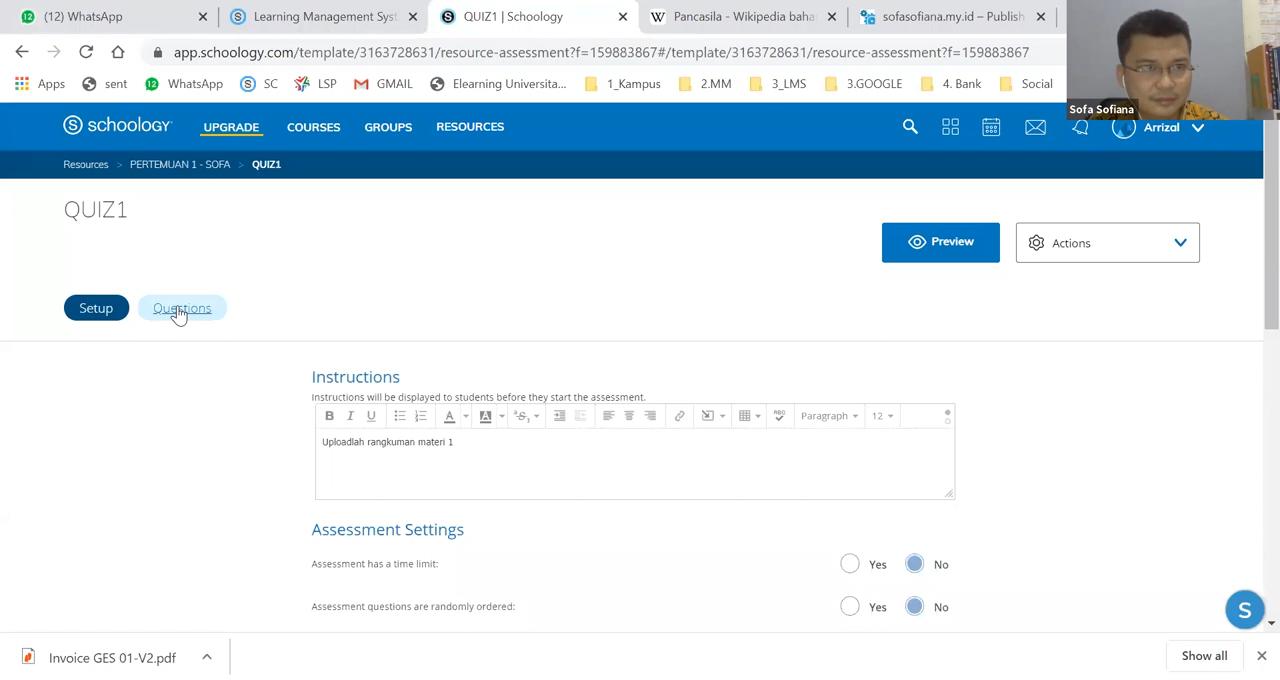 (12) WhatsApp
Learning Management Syst
QUIZ1 | Schoology
Pancasila - Wikipedia baha
sofasofiana.my.id – Publish
app.schoology.com/template/3163728631/resource-assessment?f=159883867#/template/3163728631/resource-assessment?f=159883867
Apps
sent
12
WhatsApp
SC
LSP
GMAIL
Elearning Universita...
1_Kampus
2.MM
3_LMS
3.GOOGLE
4. Bank
Social
Sofa Sofiana
S schoology
UPGRADE
COURSES
GROUPS
RESOURCES
Arrizal
Resources > PERTEMUAN 1 - SOFA > QUIZ1
QUIZ1
Preview
Actions
Setup
Questions
Instructions
Instructions will be displayed to students before they start the assessment.
B I U A A S Paragraph 12
Uploadlah rangkuman materi 1
Assessment Settings
Assessment has a time limit:
Yes
No
Assessment questions are randomly ordered:
Yes
No
S
Invoice GES 01-V2.pdf
Show all